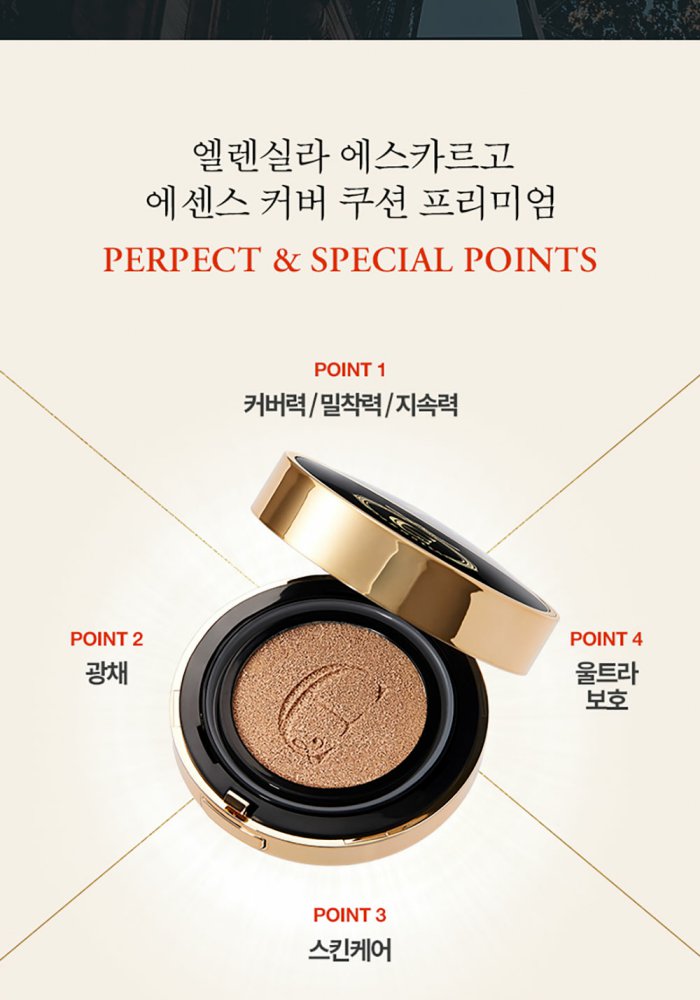 엘렌실라 에스카르고
에센스 커버 쿠션 프리미엄
PERPECT & SPECIAL POINTS
POINT 1
커버력 / 밀착력 / 지속력
POINT 2
광채
POINT 4
울트라
보호
POINT 3
스킨케어